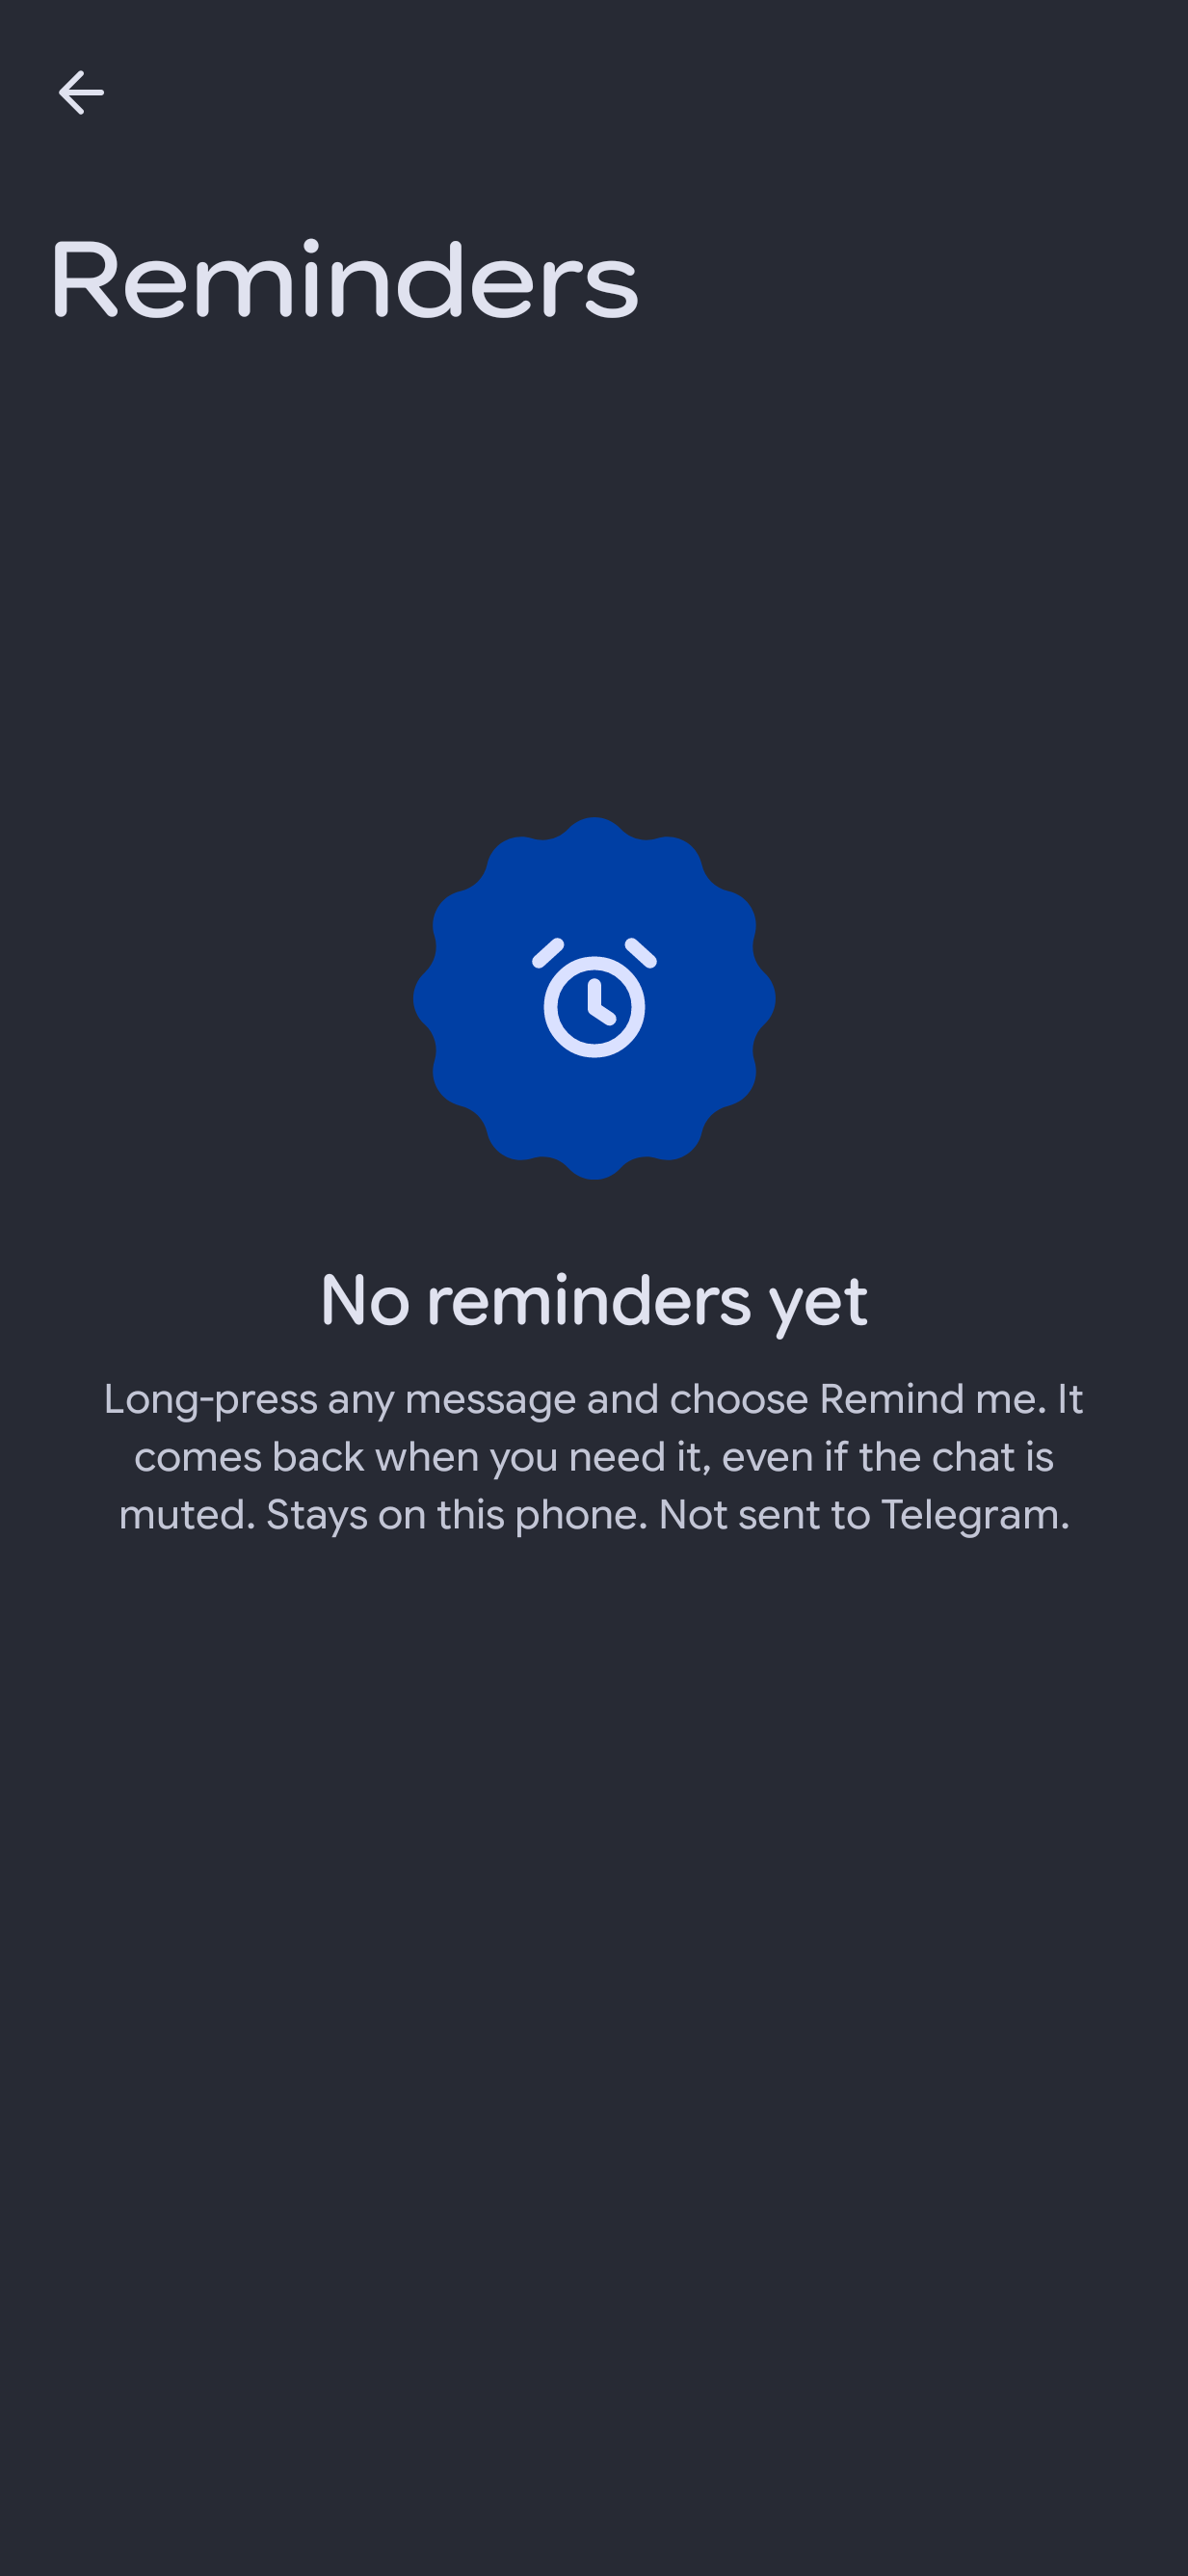 Reminders
No reminders yet
Long-press any message and choose Remind me. It
comes back when you need it, even if the chat is
muted. Stays on this phone. Not sent to Telegram.